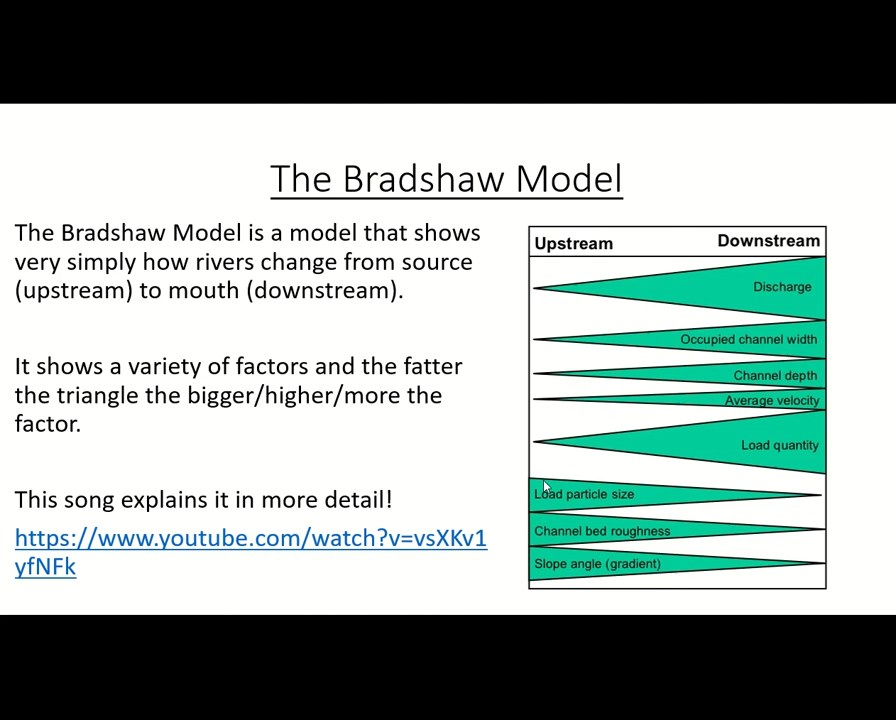 The Bradshaw Model
The Bradshaw Model is a model that shows
very simply how rivers change from source
(upstream) to mouth (downstream).
It shows a variety of factors and the fatter
the triangle the bigger/higher/more the
factor.
This song explains it in more detail!
https://www.youtube.com/watch?v=vsXKv1
yfNFk
Upstream
Downstream
Discharge
Occupied channel width
Channel depth
Average velocity
Load quantity
Load particle size
Channel bed roughness
Slope angle (gradient)